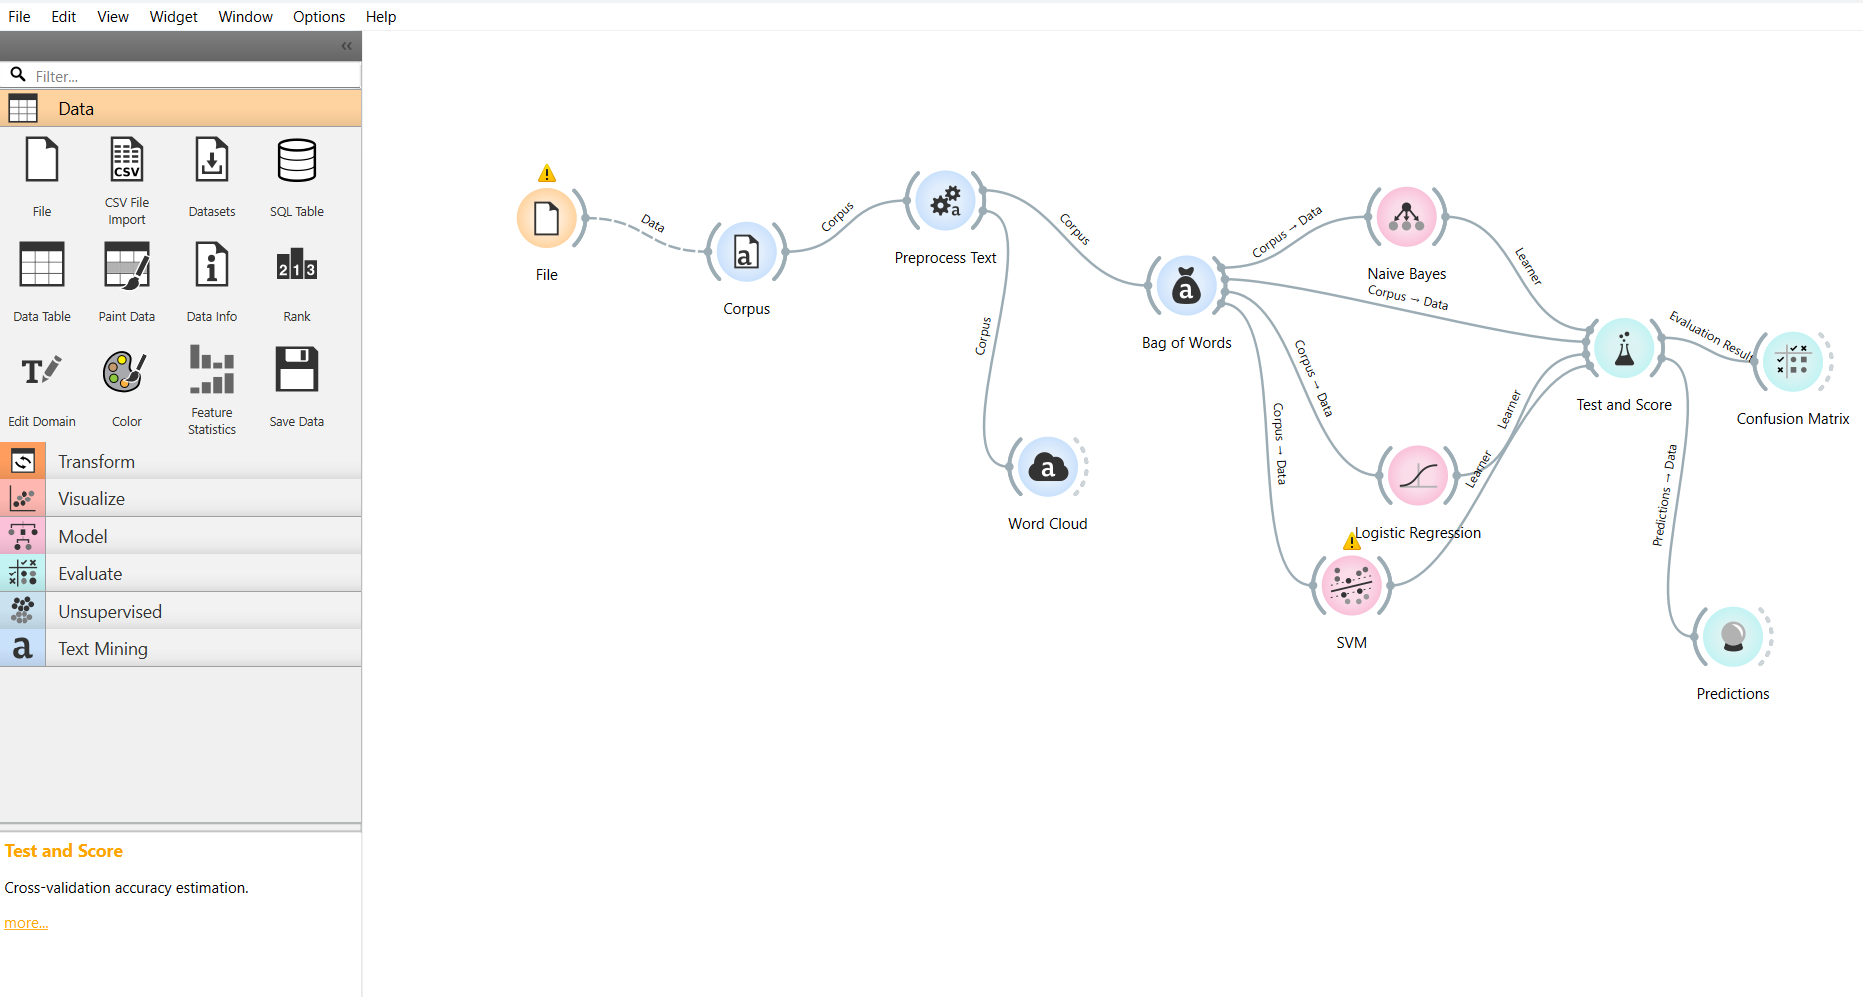 File Edit View Widget Window Options Help
Filter...
Data
File
CSV File
Import
Datasets
SQL Table
Data Table
Paint Data
Data Info
Rank
Edit Domain
Color
Feature
Statistics
Save Data
Transform
Visualize
Model
Evaluate
Unsupervised
a Text Mining
Test and Score
Cross-validation accuracy estimation.
more...
File
Data
Corpus
Corpus
Preprocess Text
Corpus
Corpus
Word Cloud
Bag of Words
Corpus → Data
Corpus → Data
Corpus → Data
Corpus → Data
Naive Bayes
Learner
Logistic Regression
Learner
SVM
Learner
Test and Score
Evaluation Result
Confusion Matrix
Predictions → Data
Predictions